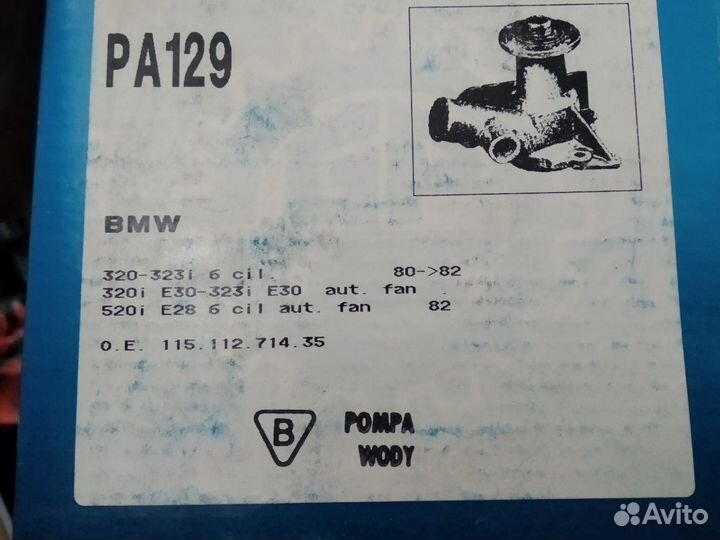 PA129
BMW
320-323i 6 cil. 80->82
320i E30-323i E30 aut. fan
520i E28 6 cil aut. fan 82
O.E. 115.112.714.35
B
POMPA
WODY
Avito